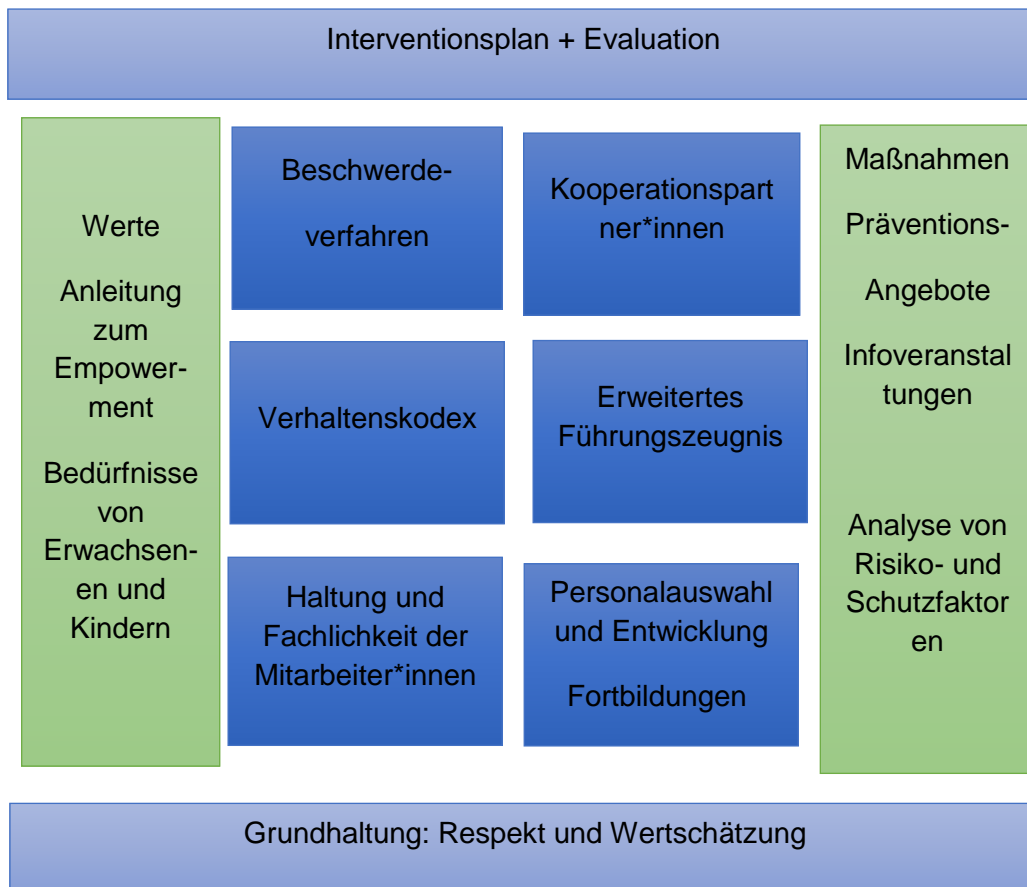 Interventionsplan + Evaluation
Werte
Anleitung
zum
Empower-
ment
Bedürfnisse
von
Erwachsen-
en und
Kindern
Beschwerde-
verfahren
Kooperationspart
ner*innen
Verhaltenskodex
Erweitertes
Führungszeugnis
Haltung und
Fachlichkeit der
Mitarbeiter*innen
Personalauswahl
und Entwicklung
Fortbildungen
Maßnahmen
Präventions-
Angebote
Infoveranstal
tungen
Analyse von
Risiko- und
Schutzfaktor
en
Grundhaltung: Respekt und Wertschätzung